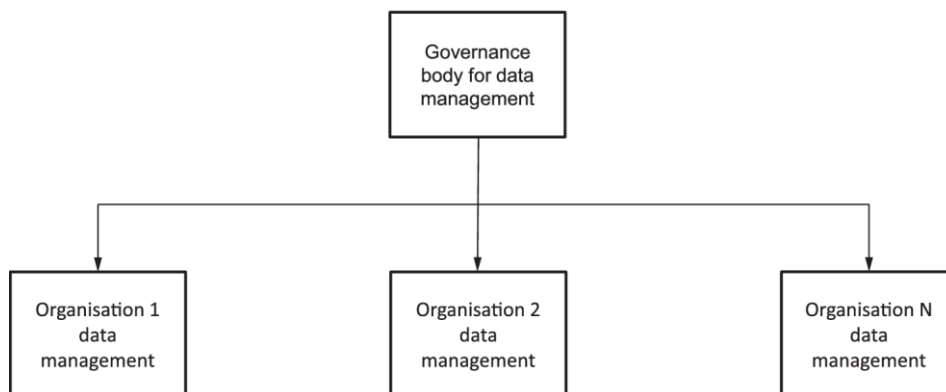 Governance
body for data
management
Organisation 1
data
management
Organisation 2
data
management
Organisation N
data
management